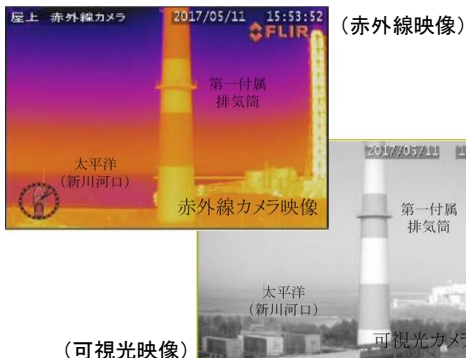 屋上 赤外線カメラ 2017/05/11 15:53:52
FLIR
(赤外線映像)
第一付属
排気筒
太平洋
(新川河口)
赤外線カメラ映像
2017/05/11
第一付属
排気筒
太平洋
(新川河口)
可視光カメ
(可視光映像)